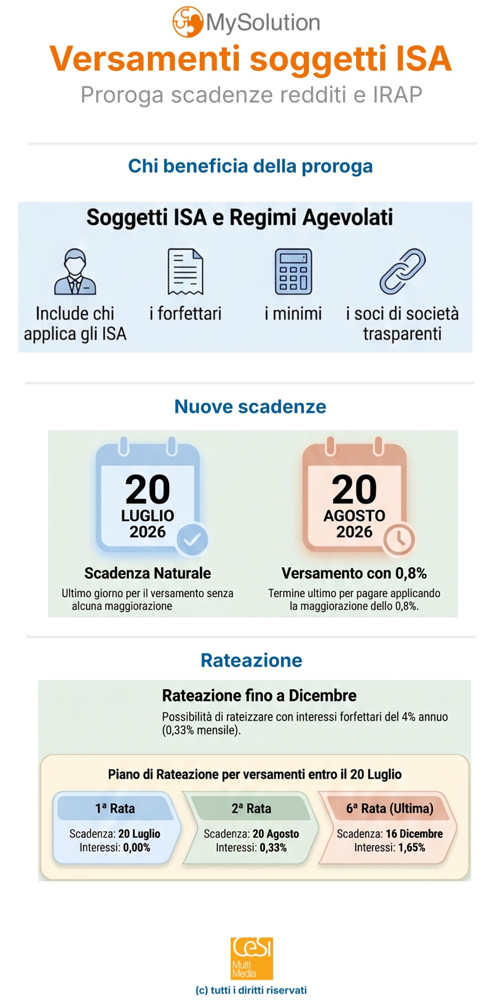 MySolution
Versamenti soggetti ISA
Proroga scadenze redditi e IRAP
Chi beneficia della proroga
Soggetti ISA e Regimi Agevolati
Include chi
applica gli ISA
i forfettari
i minimi
i soci di società
trasparenti
Nuove scadenze
20
LUGLIO
2026
Scadenza Naturale
Ultimo giorno per il versamento senza
alcuna maggiorazione
20
AGOSTO
2026
Versamento con 0,8%
Termine ultimo per pagare applicando
la maggiorazione dello 0,8%.
Rateazione
Rateazione fino a Dicembre
Possibilità di rateizzare con interessi forfettari del 4% annuo
(0,33% mensile).
Piano di Rateazione per versamenti entro il 20 Luglio
1ª Rata
Scadenza: 20 Luglio
Interessi: 0,00%
2ª Rata
Scadenza: 20 Agosto
Interessi: 0,33%
6ª Rata (Ultima)
Scadenza: 16 Dicembre
Interessi: 1,65%
CeSi
Multi
Media
(c) tutti i diritti riservati